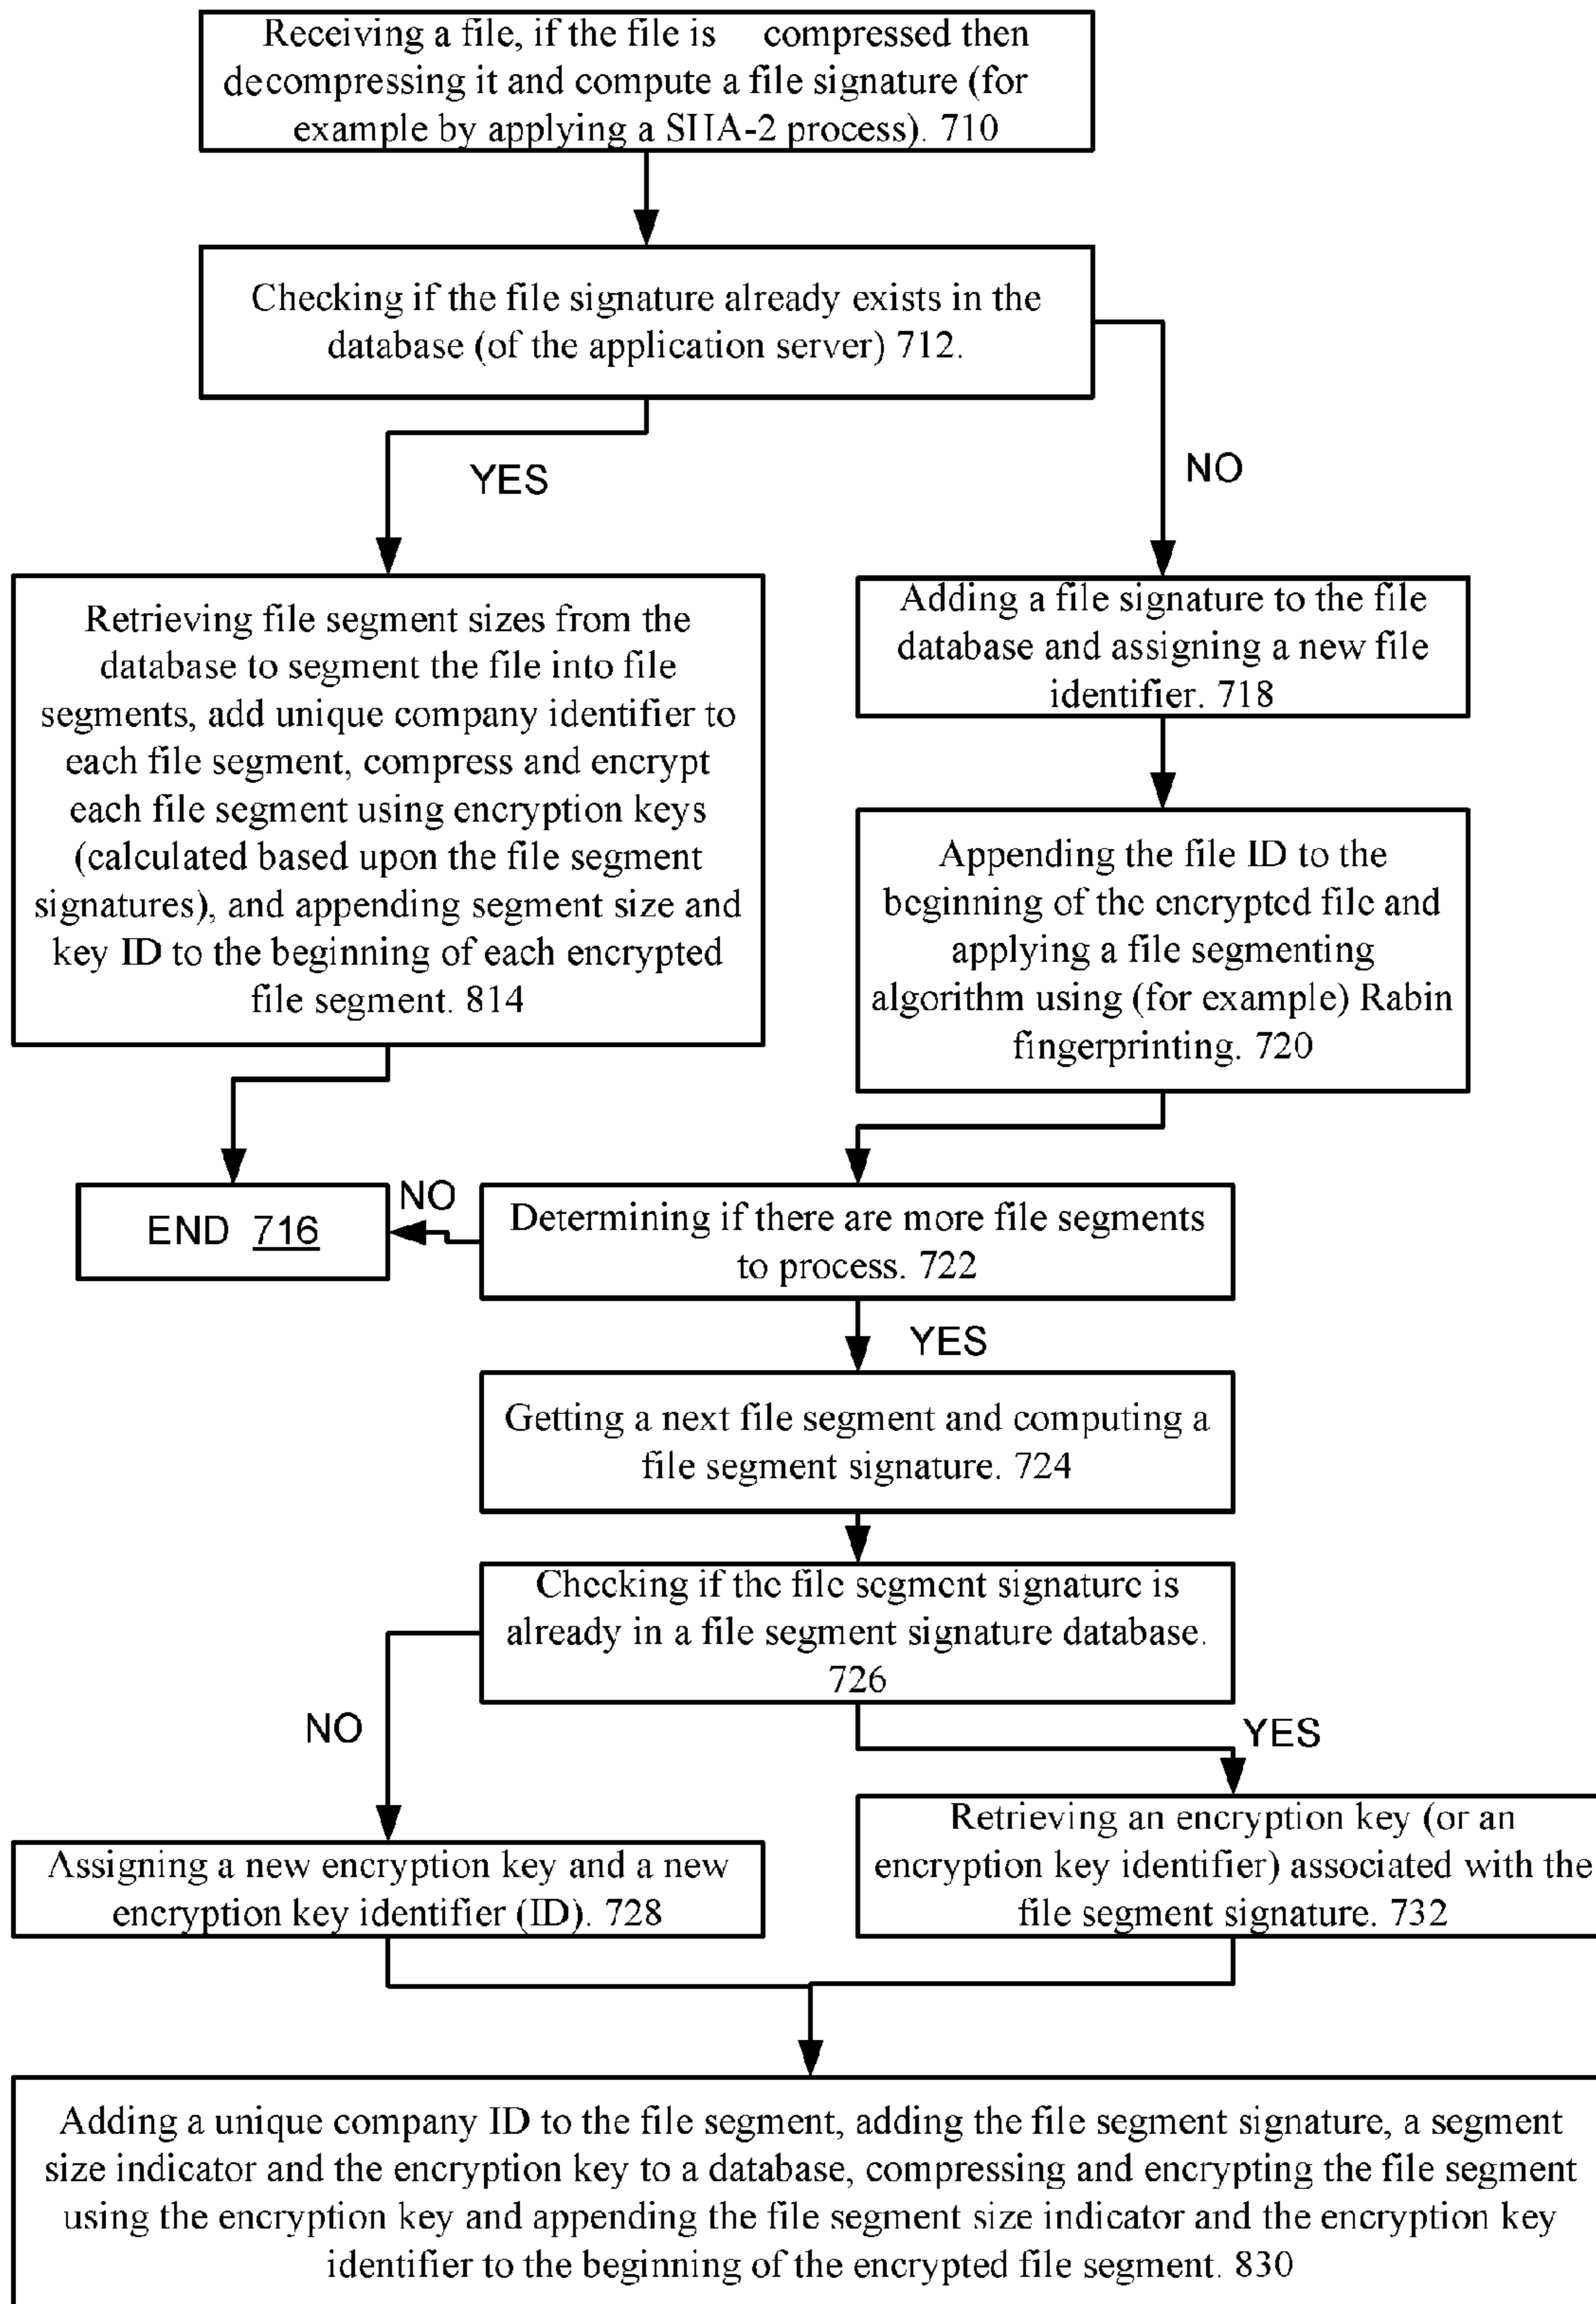 Receiving a file, if the file is compressed then
decompressing it and compute a file signature (for
example by applying a SHA-2 process). 710
Checking if the file signature already exists in the
database (of the application server) 712.
YES
NO
Retrieving file segment sizes from the
database to segment the file into file
segments, add unique company identifier to
each file segment, compress and encrypt
each file segment using encryption keys
(calculated based upon the file segment
signatures), and appending segment size and
key ID to the beginning of each encrypted
file segment. 814
Adding a file signature to the file
database and assigning a new file
identifier. 718
Appending the file ID to the
beginning of the encrypted file and
applying a file segmenting
algorithm using (for example) Rabin
fingerprinting. 720
END 716
NO
Determining if there are more file segments
to process. 722
YES
Getting a next file segment and computing a
file segment signature. 724
Checking if the file segment signature is
already in a file segment signature database.
726
NO
YES
Assigning a new encryption key and a new
encryption key identifier (ID). 728
Retrieving an encryption key (or an
encryption key identifier) associated with the
file segment signature. 732
Adding a unique company ID to the file segment, adding the file segment signature, a segment
size indicator and the encryption key to a database, compressing and encrypting the file segment
using the encryption key and appending the file segment size indicator and the encryption key
identifier to the beginning of the encrypted file segment. 830